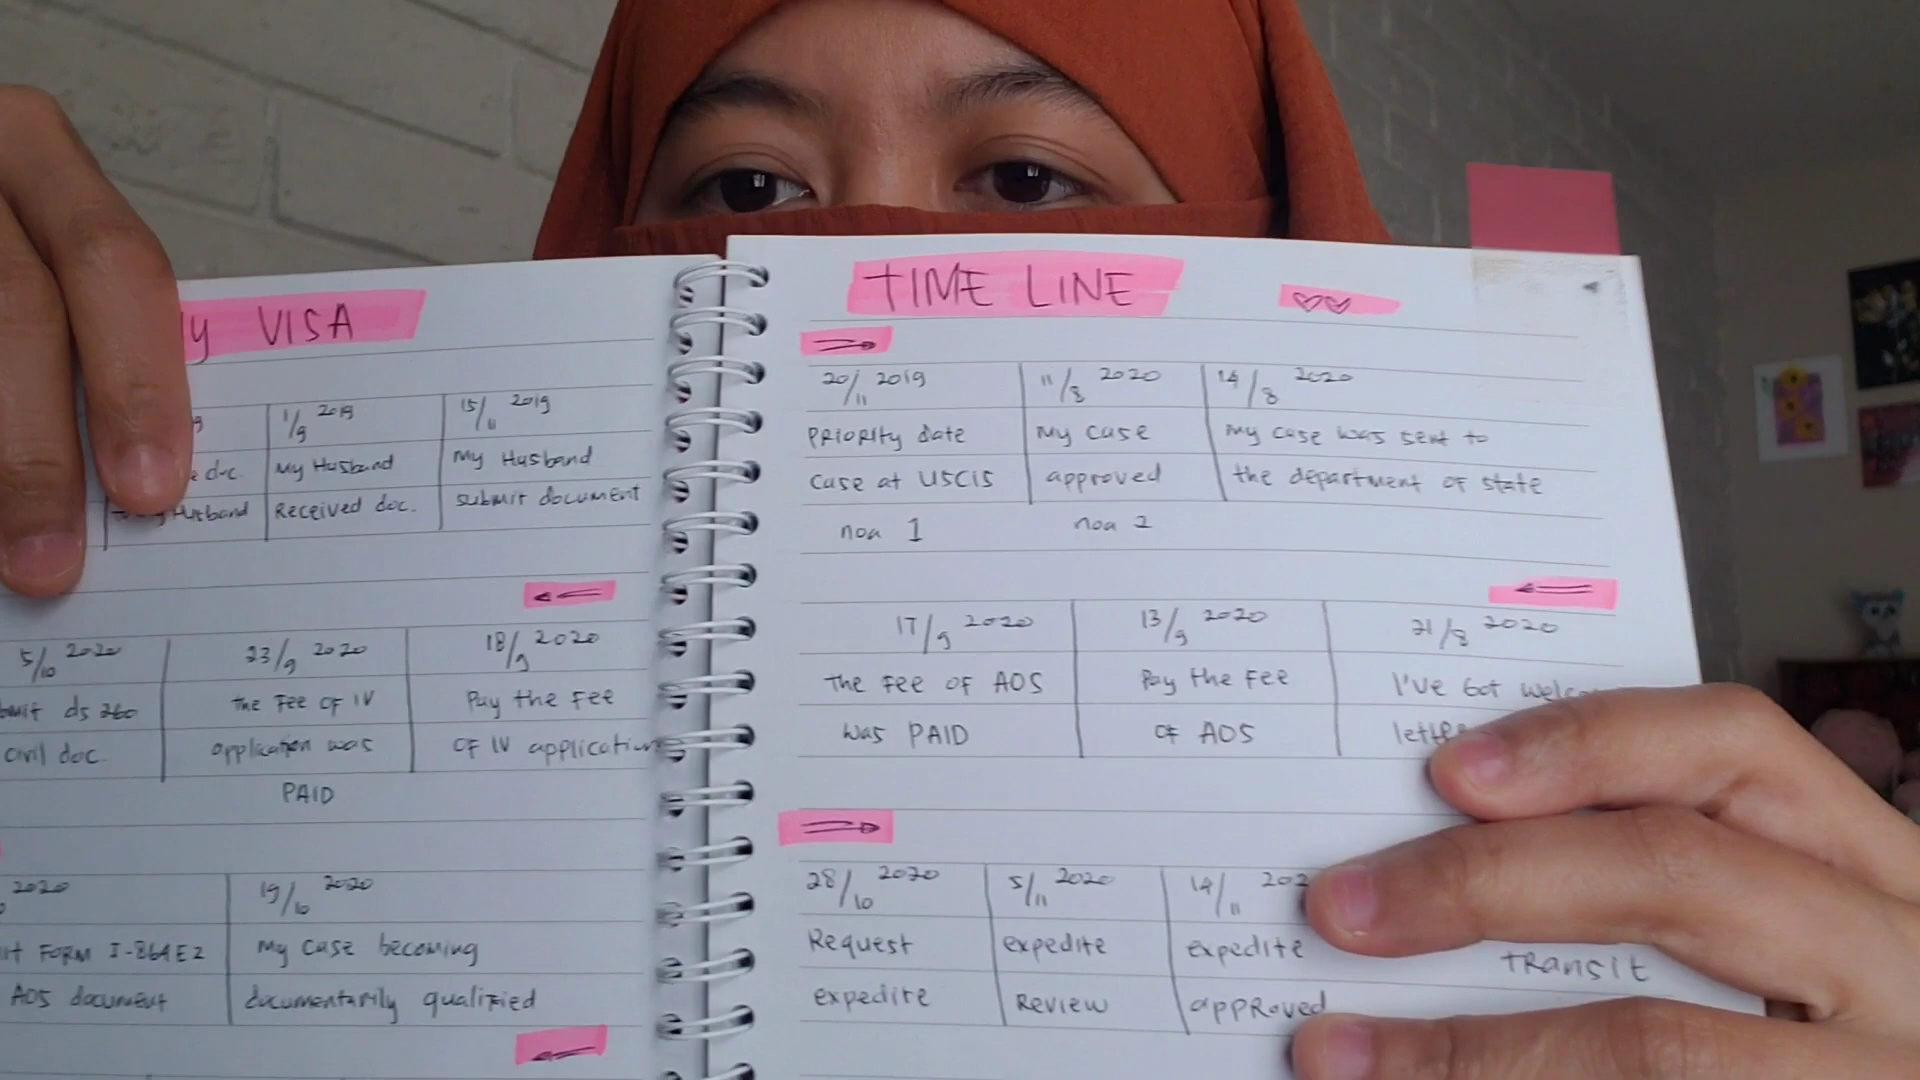 VISA
1/9 2019 15/11 2019
doc. My Husband My Husband
Husband Received doc. submit document
5/10 2020 23/9 2020 18/9 2020
ds 260 the Fee OF IV Pay the Fee
civil doc. application was OF IV application
PAID
2020 19/10 2020
FORM I-864EZ My case becoming
AOS document documentarily qualified
TIME LINE
20/11 2019 11/8 2020 14/8 2020
PRIORITY date My case My case was sent to
case at USCIS approved the department of state
noa 1 noa 2
17/9 2020 13/9 2020 21/8 2020
The Fee OF AOS Pay the Fee I've Got
was PAID OF AOS
28/10 2020 5/11 2020 14/11
Request expedite expedite
expedite Review approved
transit